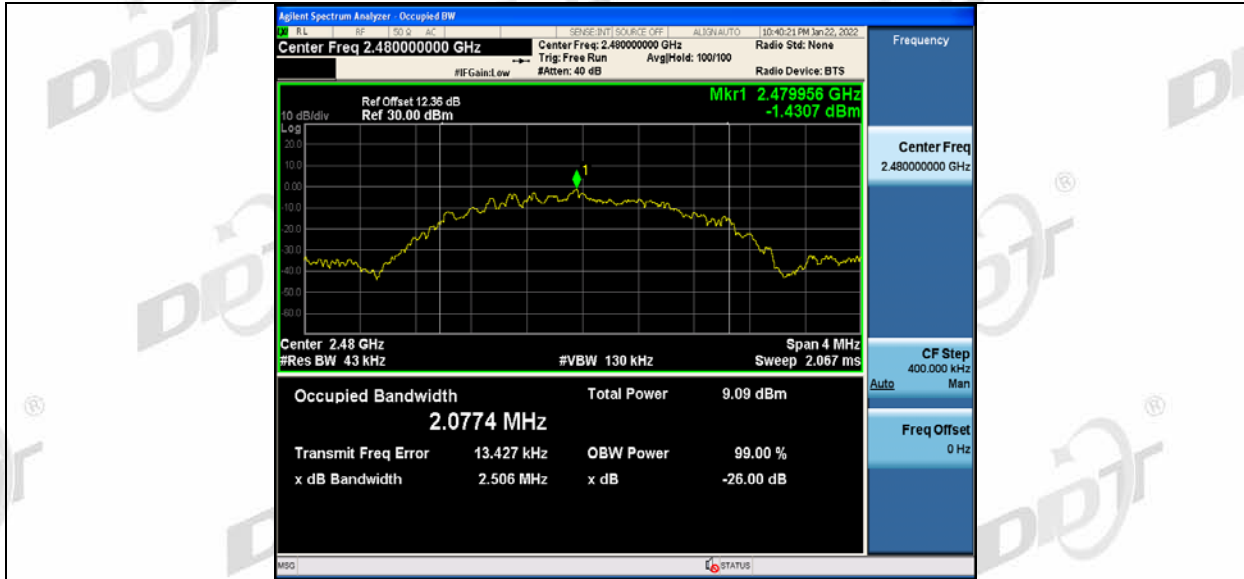 Agilent Spectrum Analyzer - Occupied BW
RL RF 50 Ω AC SENSE:INT SOURCE OFF ALIGNAUTO 10:40:21 PM Jan 22, 2022
Center Freq 2.480000000 GHz
Center Freq: 2.480000000 GHz Radio Std: None
Trig: Free Run Avg|Hold: 100/100
#IFGain:Low #Atten: 40 dB Radio Device: BTS
Frequency
Mkr1 2.479956 GHz
-1.4307 dBm
Ref Offset 12.36 dB
10 dB/div Ref 30.00 dBm
Log
20.0
10.0
0.00
-10.0
-20.0
-30.0
-40.0
-50.0
-60.0
1
Center 2.48 GHz Span 4 MHz
#Res BW 43 kHz #VBW 130 kHz Sweep 2.067 ms
Center Freq
2.480000000 GHz
CF Step
400.000 kHz
Auto Man
Freq Offset
0 Hz
Occupied Bandwidth Total Power 9.09 dBm
2.0774 MHz
Transmit Freq Error 13.427 kHz OBW Power 99.00 %
x dB Bandwidth 2.506 MHz x dB -26.00 dB
MSG STATUS
DDT
DDT
DDT
DDT
DDT
®
®
®